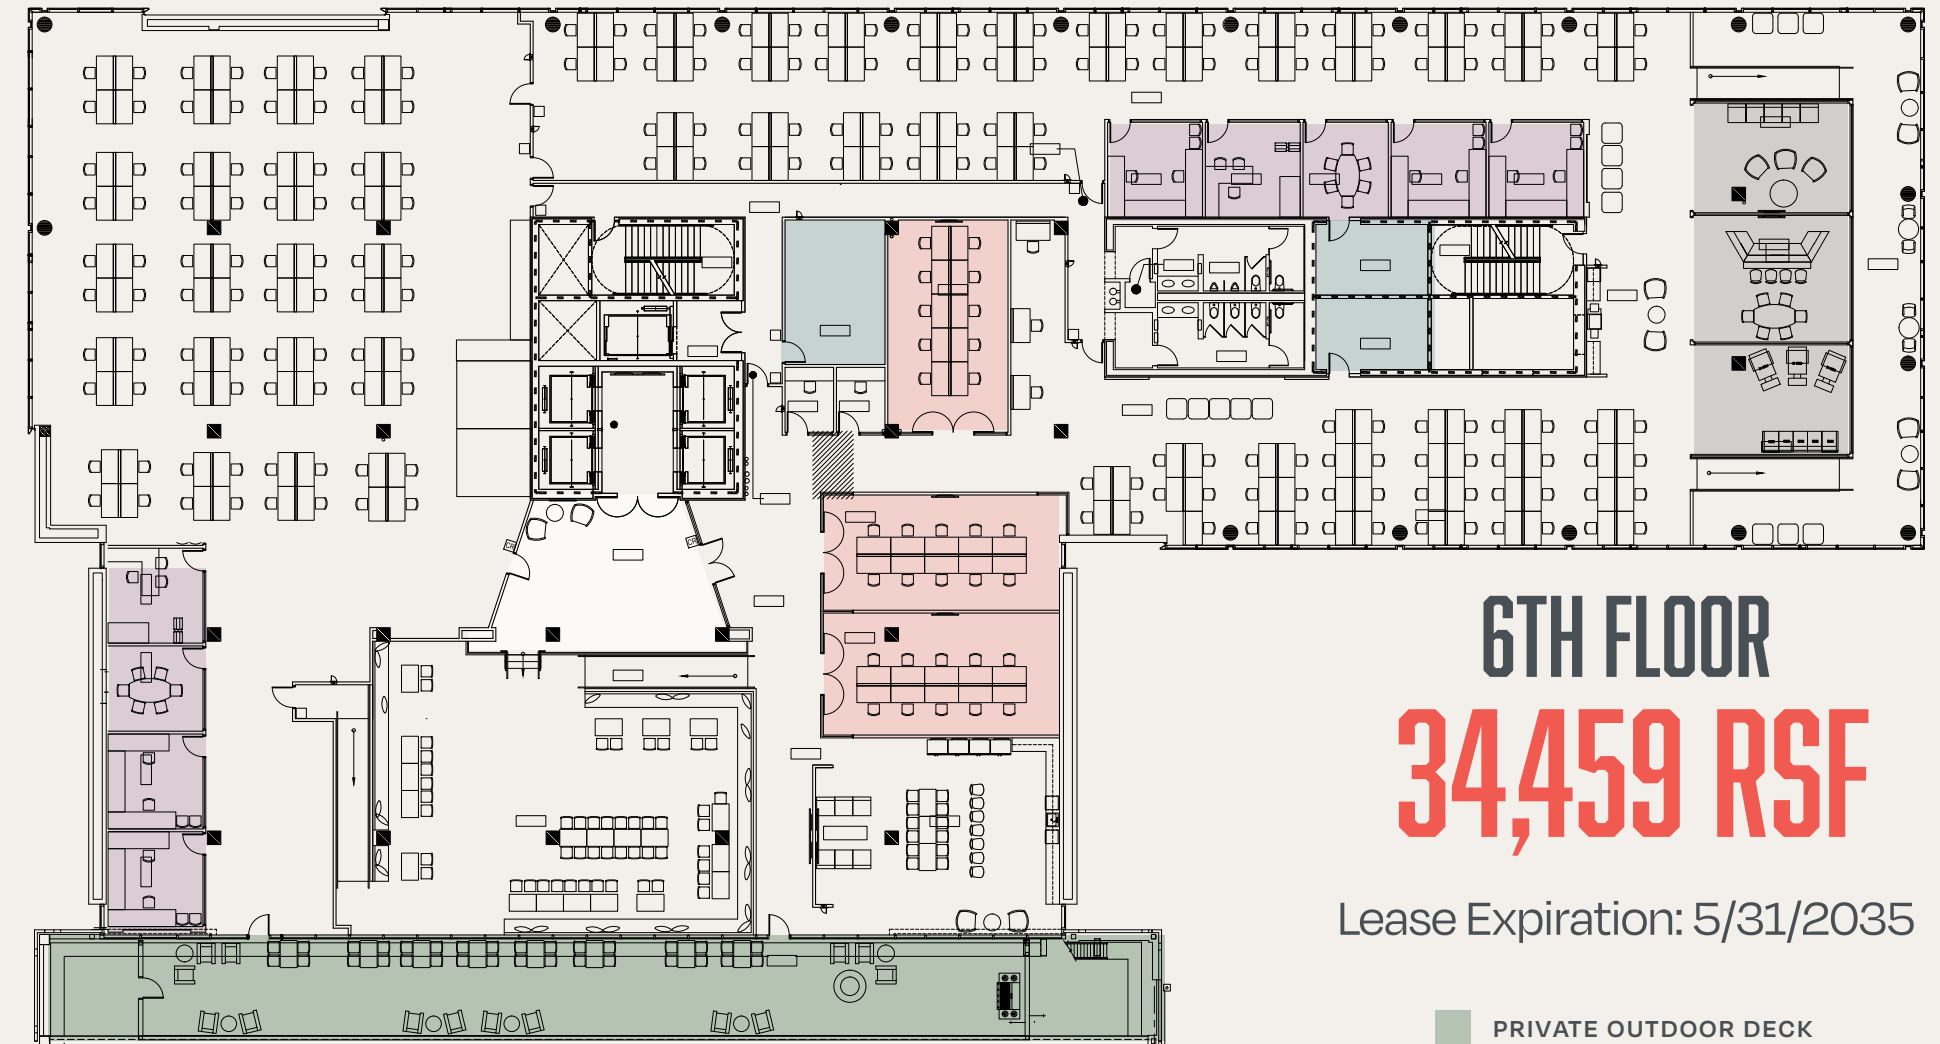 6TH FLOOR
34,459 RSF
Lease Expiration: 5/31/2035
PRIVATE OUTDOOR DECK